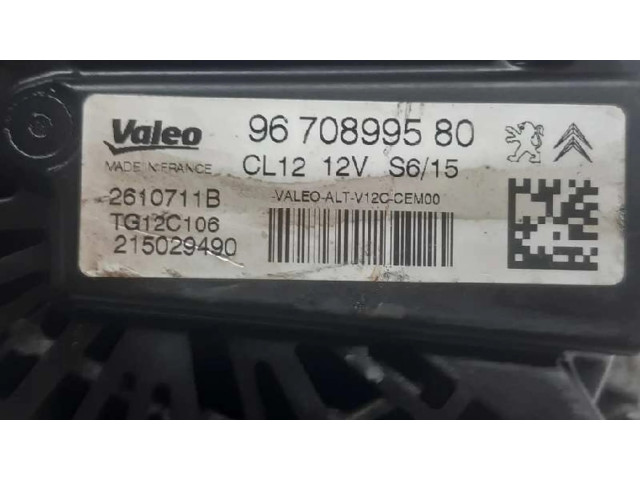 Valeo 96 708995 80
MADE IN FRANCE CL12 12V S6/15
2610711B VALEO-ALT-V12C-CEM00
TG12C106
215029490